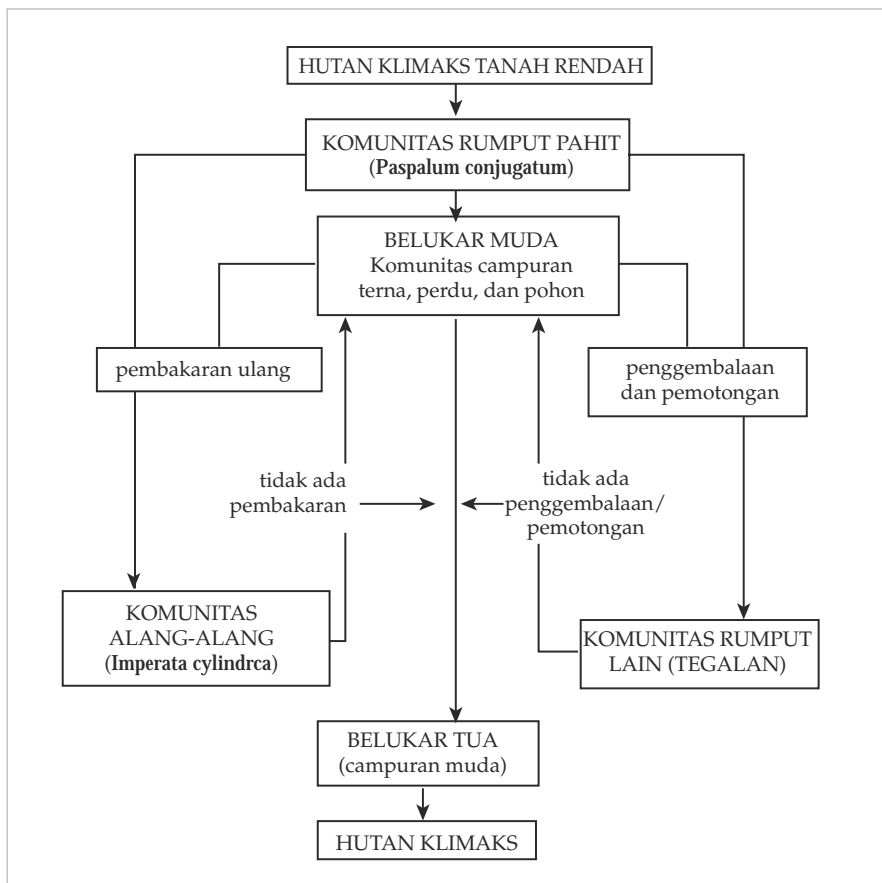 HUTAN KLIMAKS TANAH RENDAH
KOMUNITAS RUMPUT PAHIT
(Paspalum conjugatum)
BELUKAR MUDA
Komunitas campuran
terna, perdu, dan pohon
pembakaran ulang
penggembalaan
dan pemotongan
tidak ada
pembakaran
tidak ada
penggembalaan/
pemotongan
KOMUNITAS
ALANG-ALANG
(Imperata cylindrca)
KOMUNITAS RUMPUT
LAIN (TEGALAN)
BELUKAR TUA
(campuran muda)
HUTAN KLIMAKS